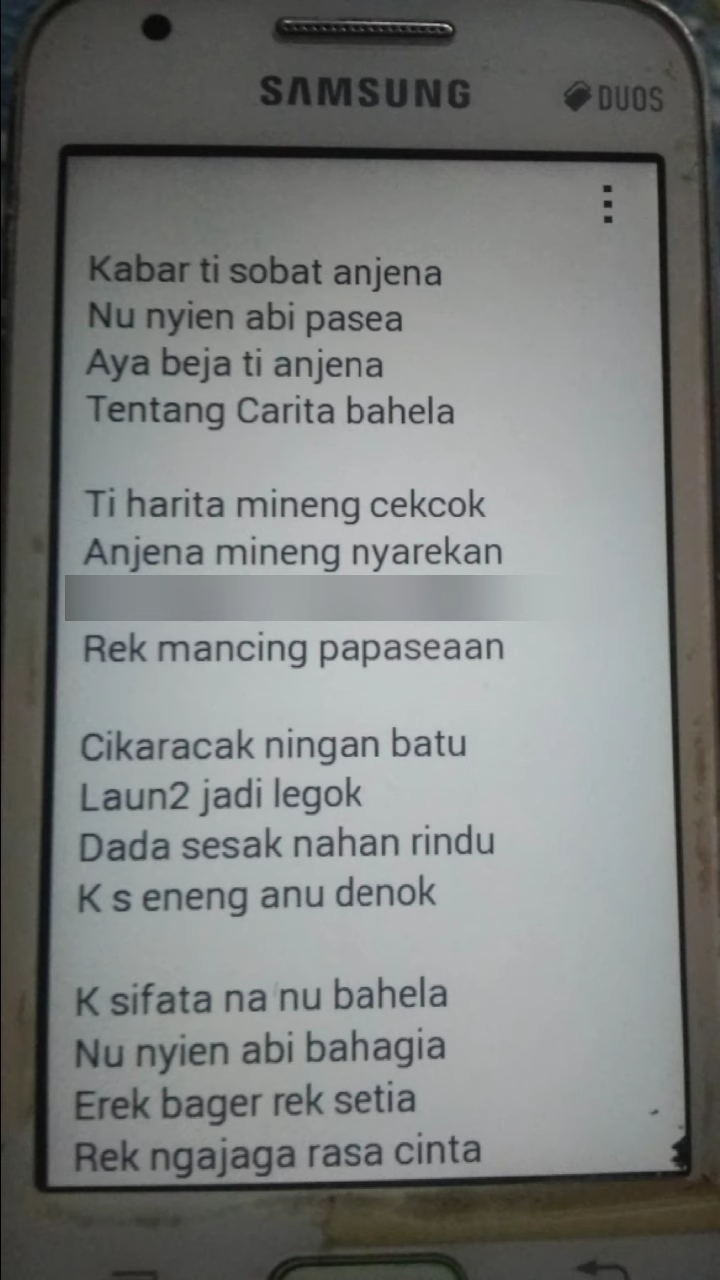 SAMSUNG
DUOS
Kabar ti sobat anjena
Nu nyien abi pasea
Aya beja ti anjena
Tentang Carita bahela
Ti harita mineng cekcok
Anjena mineng nyarekan
Rek mancing papaseaan
Cikaracak ningan batu
Laun2 jadi legok
Dada sesak nahan rindu
K s eneng anu denok
K sifata na nu bahela
Nu nyien abi bahagia
Erek bager rek setia
Rek ngajaga rasa cinta